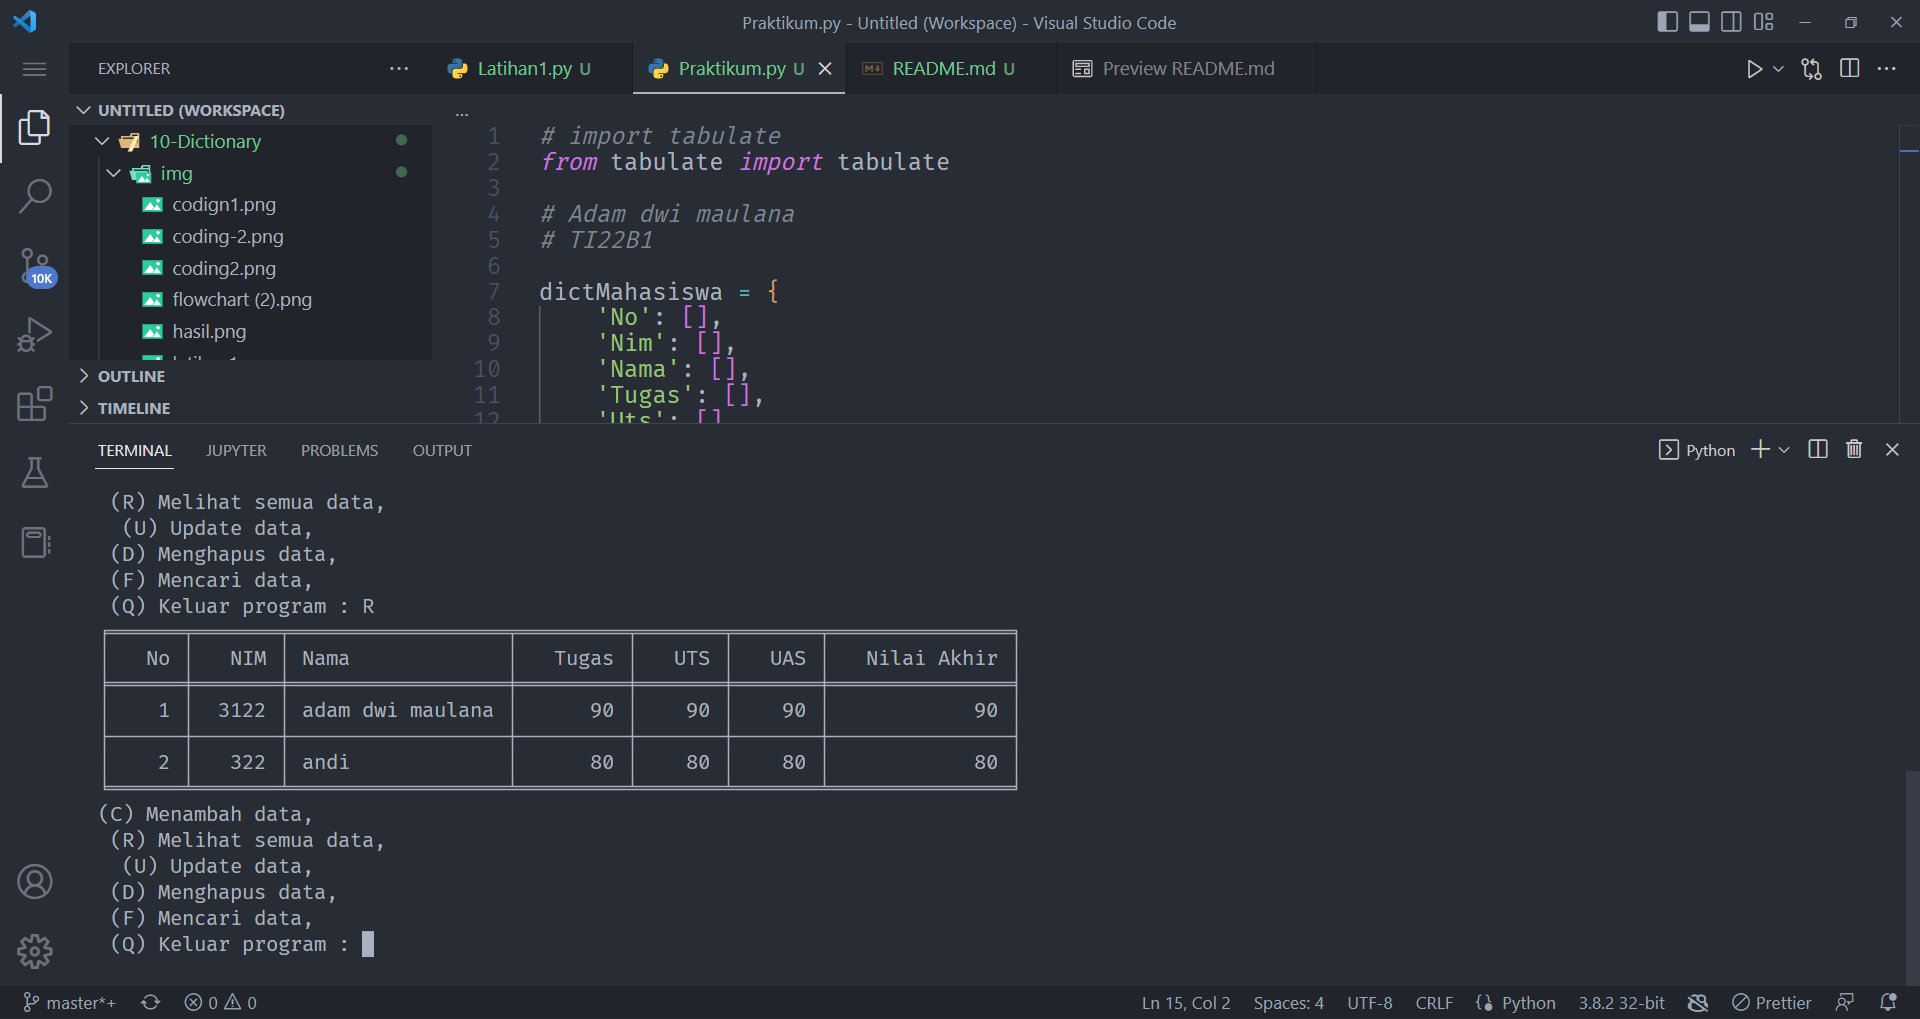 Praktikum.py - Untitled (Workspace) - Visual Studio Code
EXPLORER
Latihan1.py U
Praktikum.py U
README.md U
Preview README.md
UNTITLED (WORKSPACE)
10-Dictionary
img
codign1.png
coding-2.png
coding2.png
flowchart (2).png
hasil.png
OUTLINE
TIMELINE
10K
...
1 # import tabulate
2 from tabulate import tabulate
3
4 # Adam dwi maulana
5 # TI22B1
6
7 dictMahasiswa = {
8 'No': [],
9 'Nim': [],
10 'Nama': [],
11 'Tugas': [],
12 'Uts': []
TERMINAL JUPYTER PROBLEMS OUTPUT
Python
(R) Melihat semua data,
(U) Update data,
(D) Menghapus data,
(F) Mencari data,
(Q) Keluar program : R
No NIM Nama Tugas UTS UAS Nilai Akhir
1 3122 adam dwi maulana 90 90 90 90
2 322 andi 80 80 80 80
(C) Menambah data,
(R) Melihat semua data,
(U) Update data,
(D) Menghapus data,
(F) Mencari data,
(Q) Keluar program :
master*+ 0 0 Ln 15, Col 2 Spaces: 4 UTF-8 CRLF Python 3.8.2 32-bit Prettier